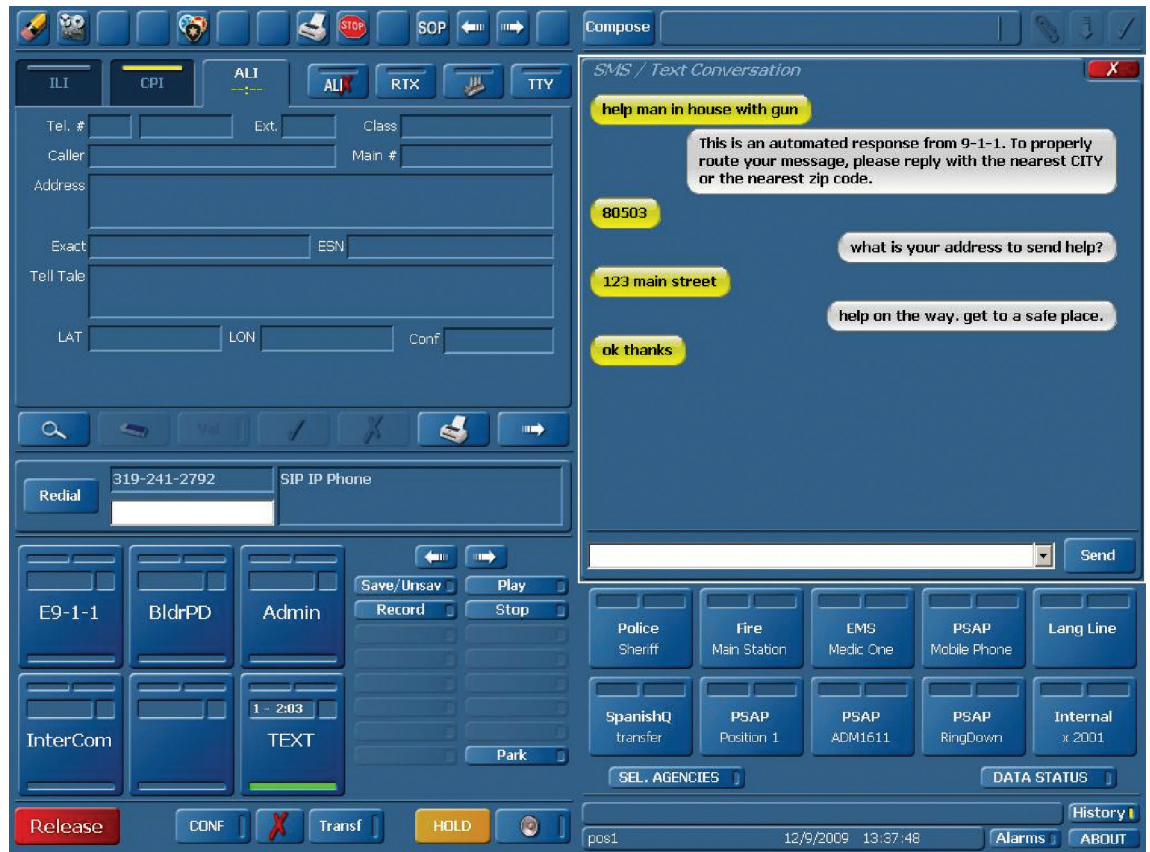 STOP
SOP
Compose
ILI
CPI
ALI
--:--
ALI
RTX
TTY
Tel. #
Ext.
Class
Caller
Main #
Address
Exact
ESN
Tell Tale
LAT
LON
Conf
Val
Redial
319-241-2792
SIP IP Phone
E9-1-1
BldrPD
Admin
Save/Unsav
Play
Record
Stop
InterCom
1 - 2:03
TEXT
Park
Release
CONF
Transf
HOLD
SMS / Text Conversation
X
help man in house with gun
This is an automated response from 9-1-1. To properly
route your message, please reply with the nearest CITY
or the nearest zip code.
80503
what is your address to send help?
123 main street
help on the way. get to a safe place.
ok thanks
Send
Police
Sheriff
Fire
Main Station
EMS
Medic One
PSAP
Mobile Phone
Lang Line
SpanishQ
transfer
PSAP
Position 1
PSAP
ADM1611
PSAP
RingDown
Internal
x 2001
SEL. AGENCIES
DATA STATUS
History
pos1
12/9/2009 13:37:48
Alarms
ABOUT